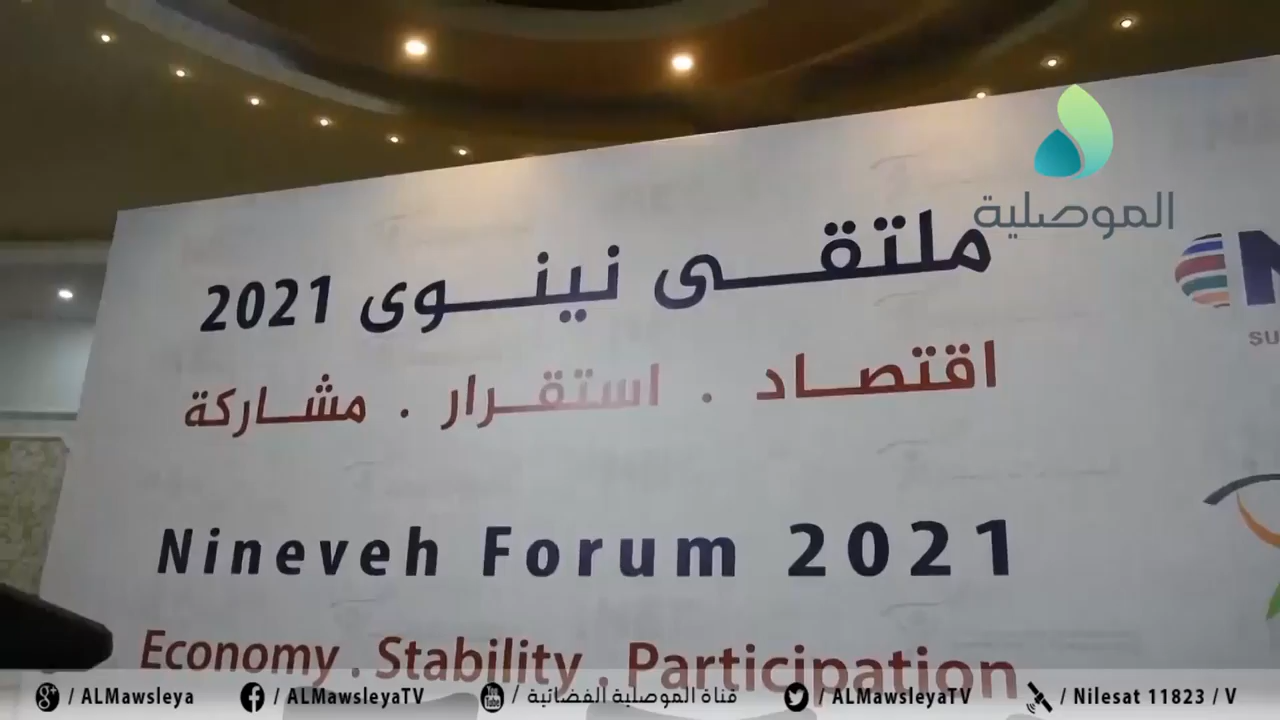 الموصلية
ملتقى نينوى 2021
اقتصاد . استقرار . مشاركة
Nineveh Forum 2021
Economy . Stability . Participation
/ ALMawsleya
/ ALMawsleyaTV
/ قناة الموصلية الفضائية
/ ALMawsleyaTV
/ Nilesat 11823 / V